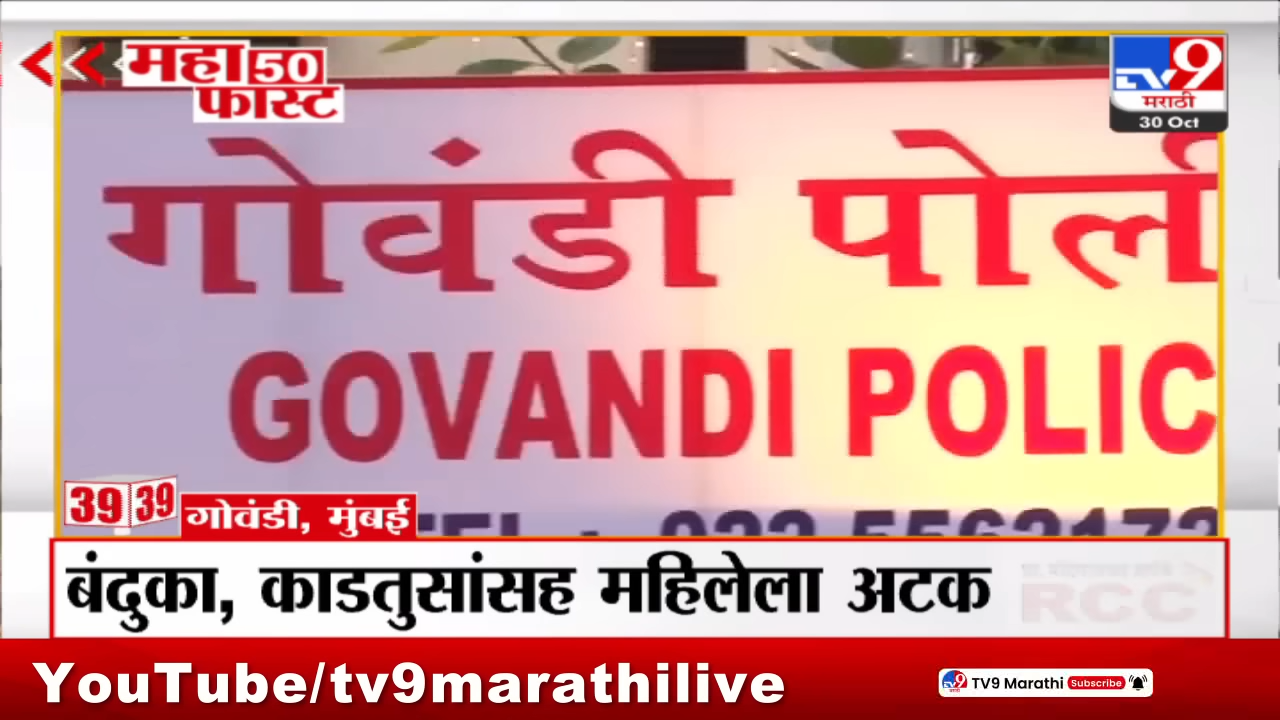 महा 50
फास्ट
TV9
मराठी
30 Oct
गोवंडी
GOVANDI POLIC
39 39
गोवंडी, मुंबई
बंदुका, काडतुसांसह महिलेला अटक
RCC
YouTube/tv9marathilive
TV9 Marathi Subscribe